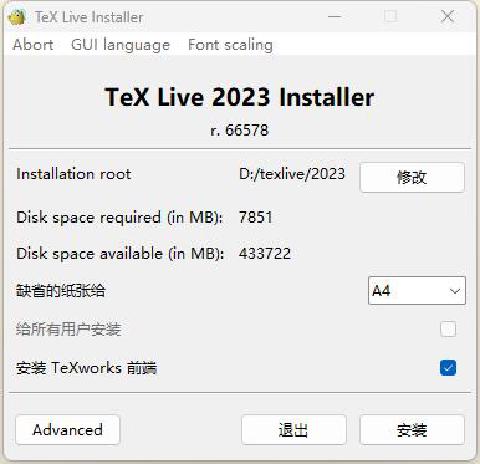 TeX Live Installer
Abort GUI language Font scaling
TeX Live 2023 Installer
r. 66578
Installation root D:/texlive/2023 修改
Disk space required (in MB): 7851
Disk space available (in MB): 433722
缺省的纸张给 A4
给所有用户安装
安装 TeXworks 前端
Advanced 退出 安装